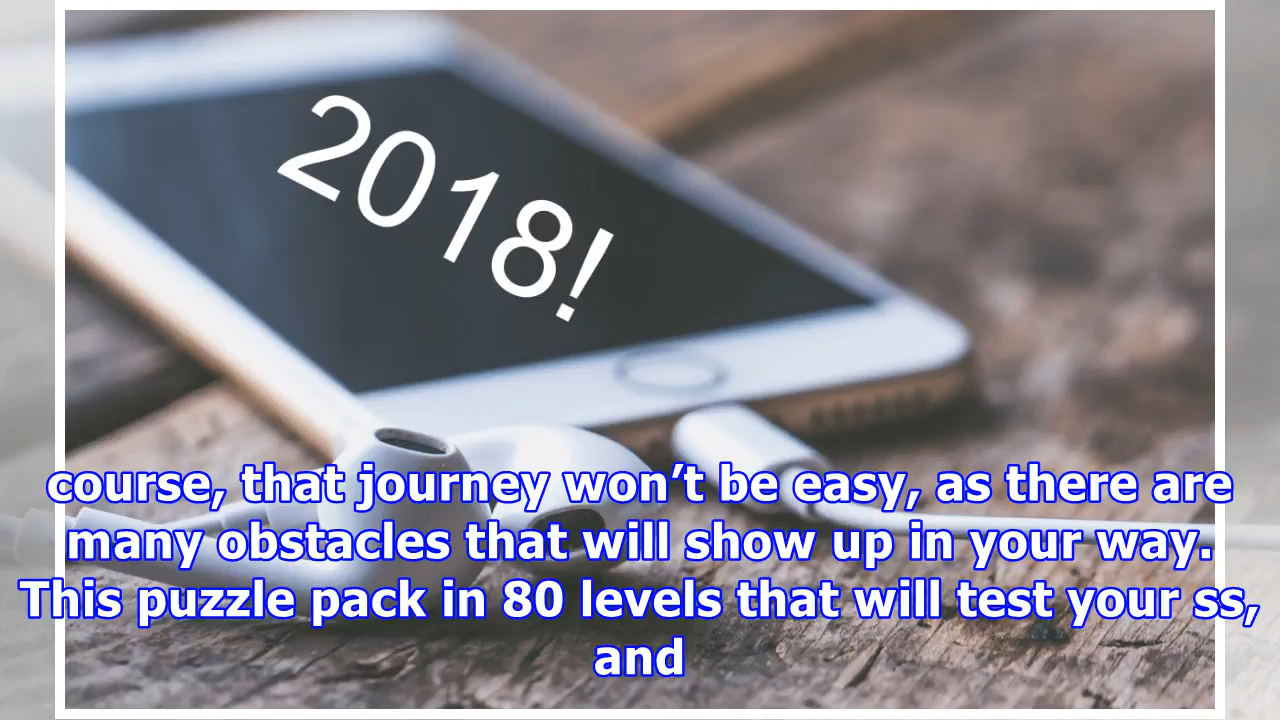 2018!
course, that journey won’t be easy, as there are
many obstacles that will show up in your way.
This puzzle pack in 80 levels that will test your ss,
and